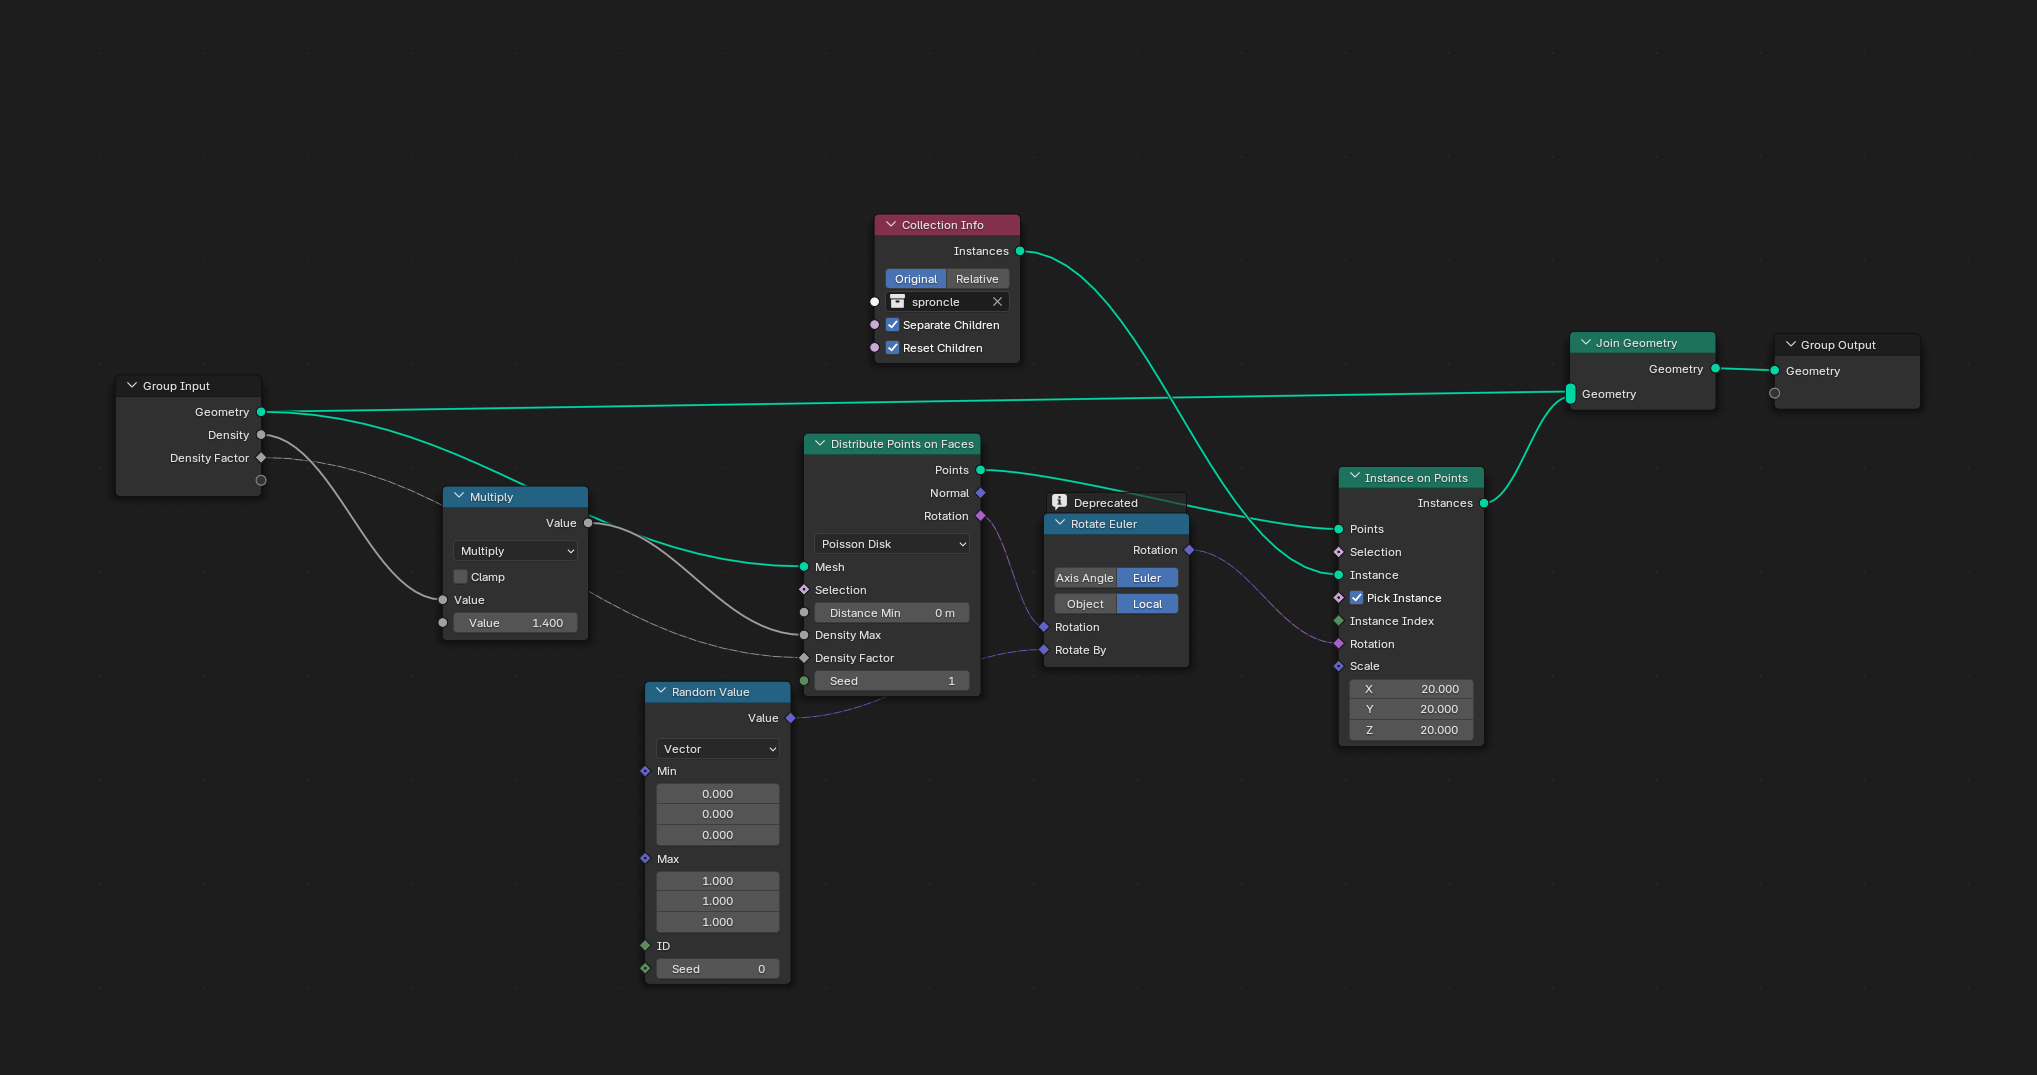 Collection Info
Instances
Original Relative
sproncle
Separate Children
Reset Children
Group Input
Geometry
Density
Density Factor
Multiply
Value
Multiply
Clamp
Value
Value 1.400
Distribute Points on Faces
Points
Normal
Rotation
Poisson Disk
Mesh
Selection
Distance Min 0 m
Density Max
Density Factor
Seed 1
Random Value
Value
Vector
Min
0.000
0.000
0.000
Max
1.000
1.000
1.000
ID
Seed 0
Deprecated
Rotate Euler
Rotation
Axis Angle Euler
Object Local
Rotation
Rotate By
Instance on Points
Instances
Points
Selection
Instance
Pick Instance
Instance Index
Rotation
Scale
X 20.000
Y 20.000
Z 20.000
Join Geometry
Geometry
Geometry
Group Output
Geometry